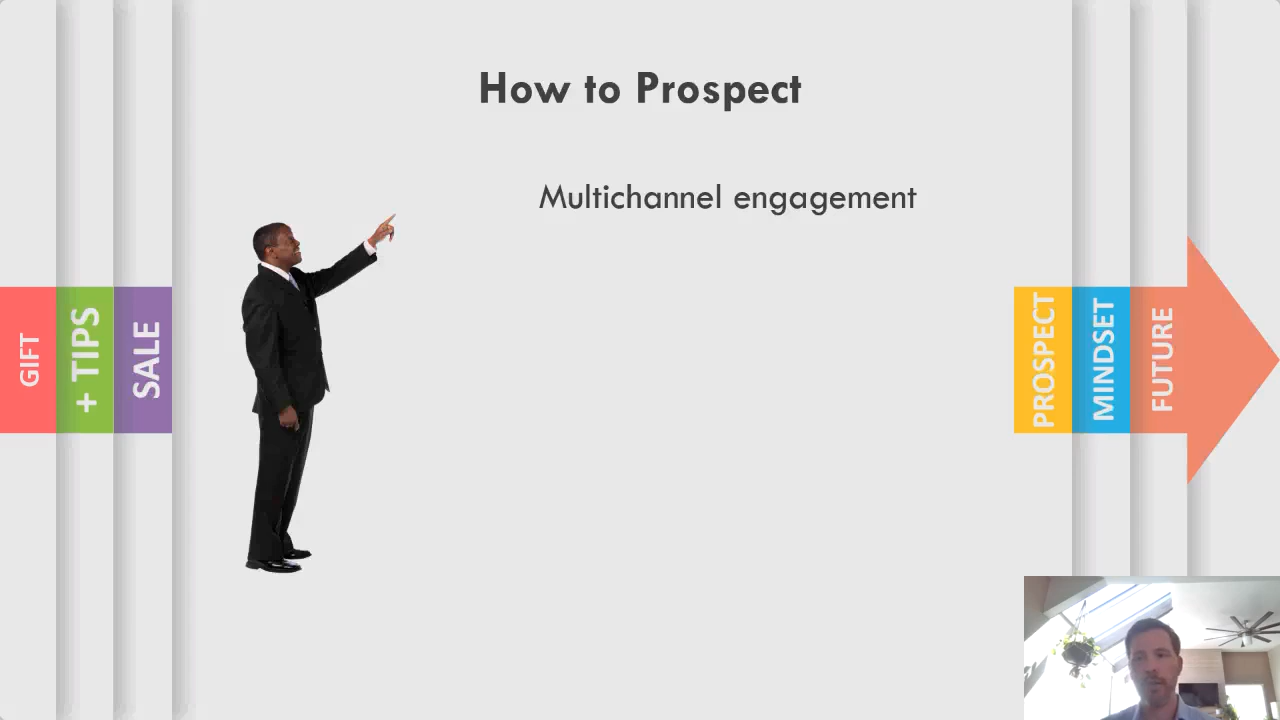 How to Prospect
Multichannel engagement
GIFT
+ TIPS
SALE
PROSPECT
MINDSET
FUTURE